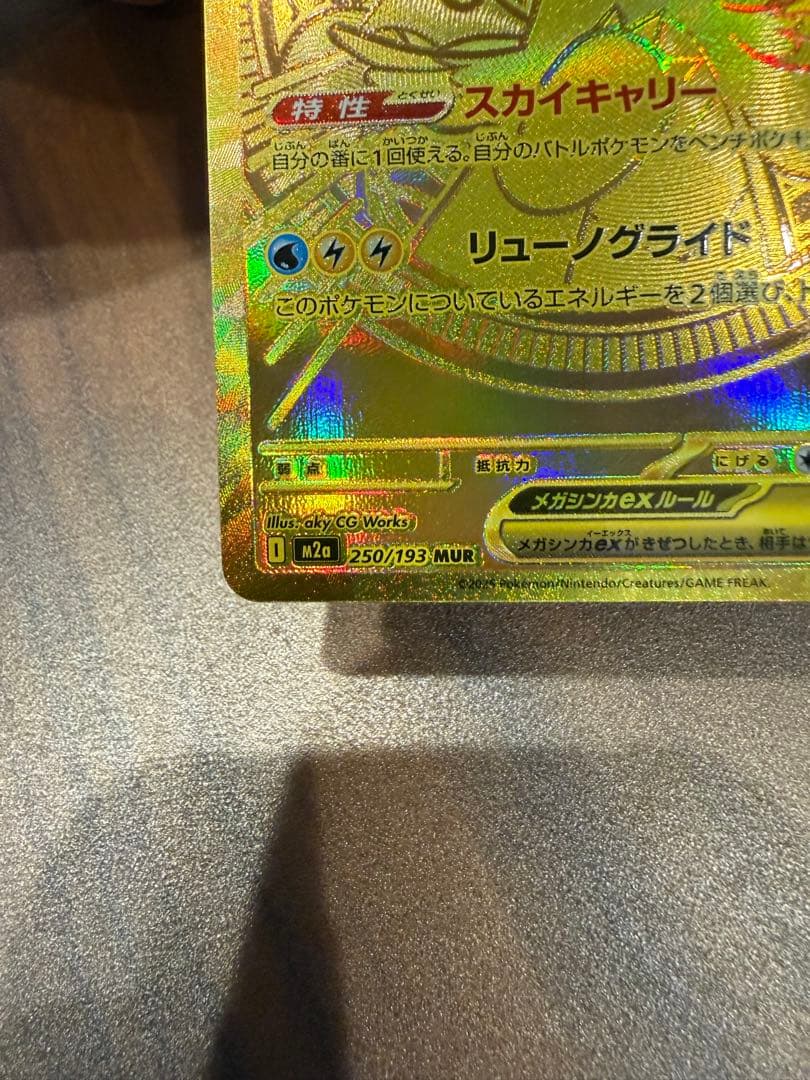 特性 とくせい スカイキャリー
じぶん ばん かいつか じぶん
自分の番に1回使える。自分のバトルポケモンをベンチポケモ
リューノグライド
このポケモンについているエネルギーを2個選び、ト
弱点 抵抗力 にげる
メガシンカexルール
Illus. aky CG Works
イーエックス あいて
メガシンカexがきぜつしたとき、相手は
I m2a 250/193 MUR
©2025 Pokémon/Nintendo/Creatures/GAME FREAK.